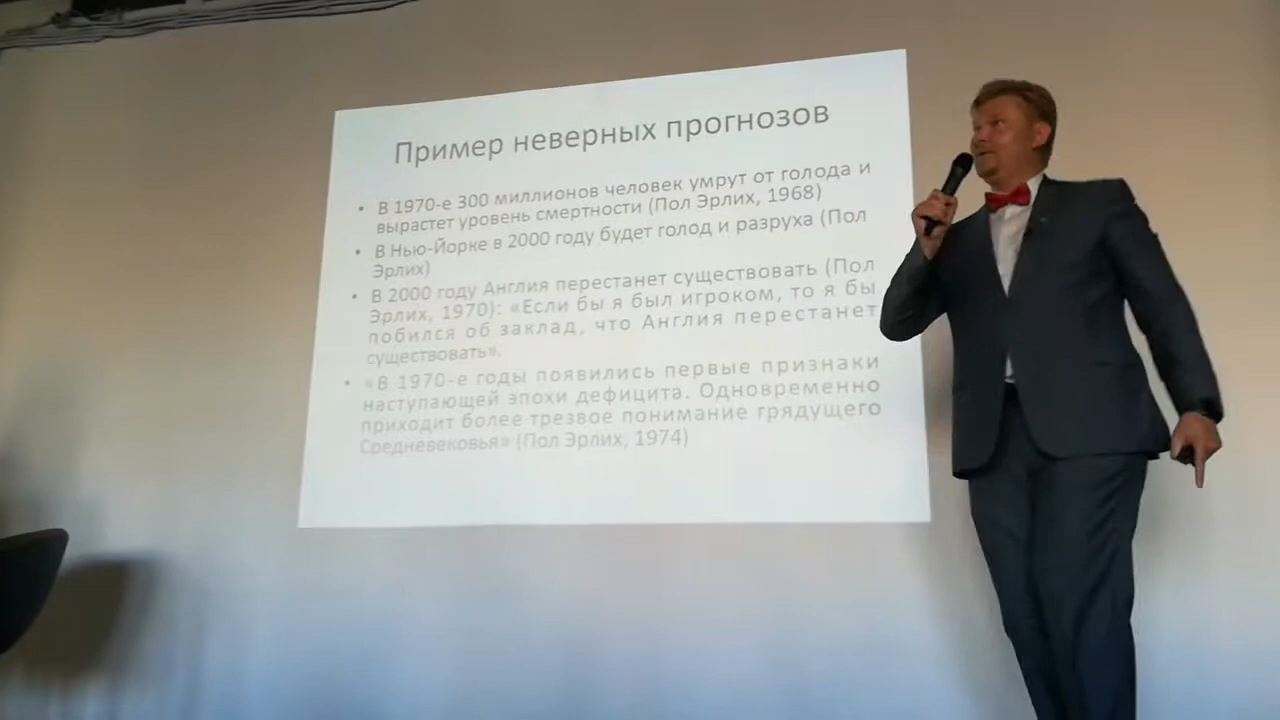 Пример неверных прогнозов
• В 1970-е 300 миллионов человек умрут от голода и
вырастет уровень смертности (Пол Эрлих, 1968)
• В Нью-Йорке в 2000 году будет голод и разруха (Пол
Эрлих)
• В 2000 году Англия перестанет существовать (Пол
Эрлих, 1970): «Если бы я был игроком, то я бы
побился об заклад, что Англия перестанет
существовать».
• «В 1970-е годы появились первые признаки
наступающей эпохи дефицита. Одновременно
приходит более трезвое понимание грядущего
Средневековья» (Пол Эрлих, 1974)